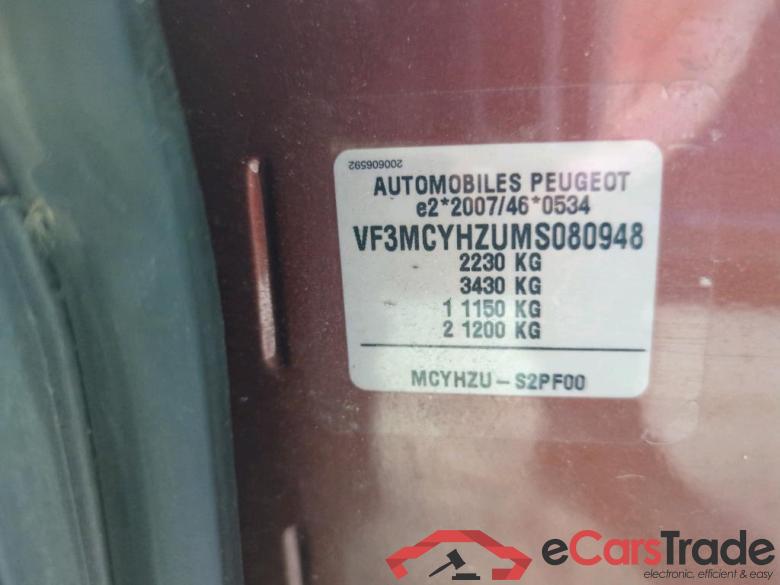 200606592
AUTOMOBILES PEUGEOT
e2*2007/46*0534
VF3MCYHZUMS080948
2230 KG
3430 KG
1 1150 KG
2 1200 KG
MCYHZU - S2PF00
eCarsTrade
electronic, efficient & easy